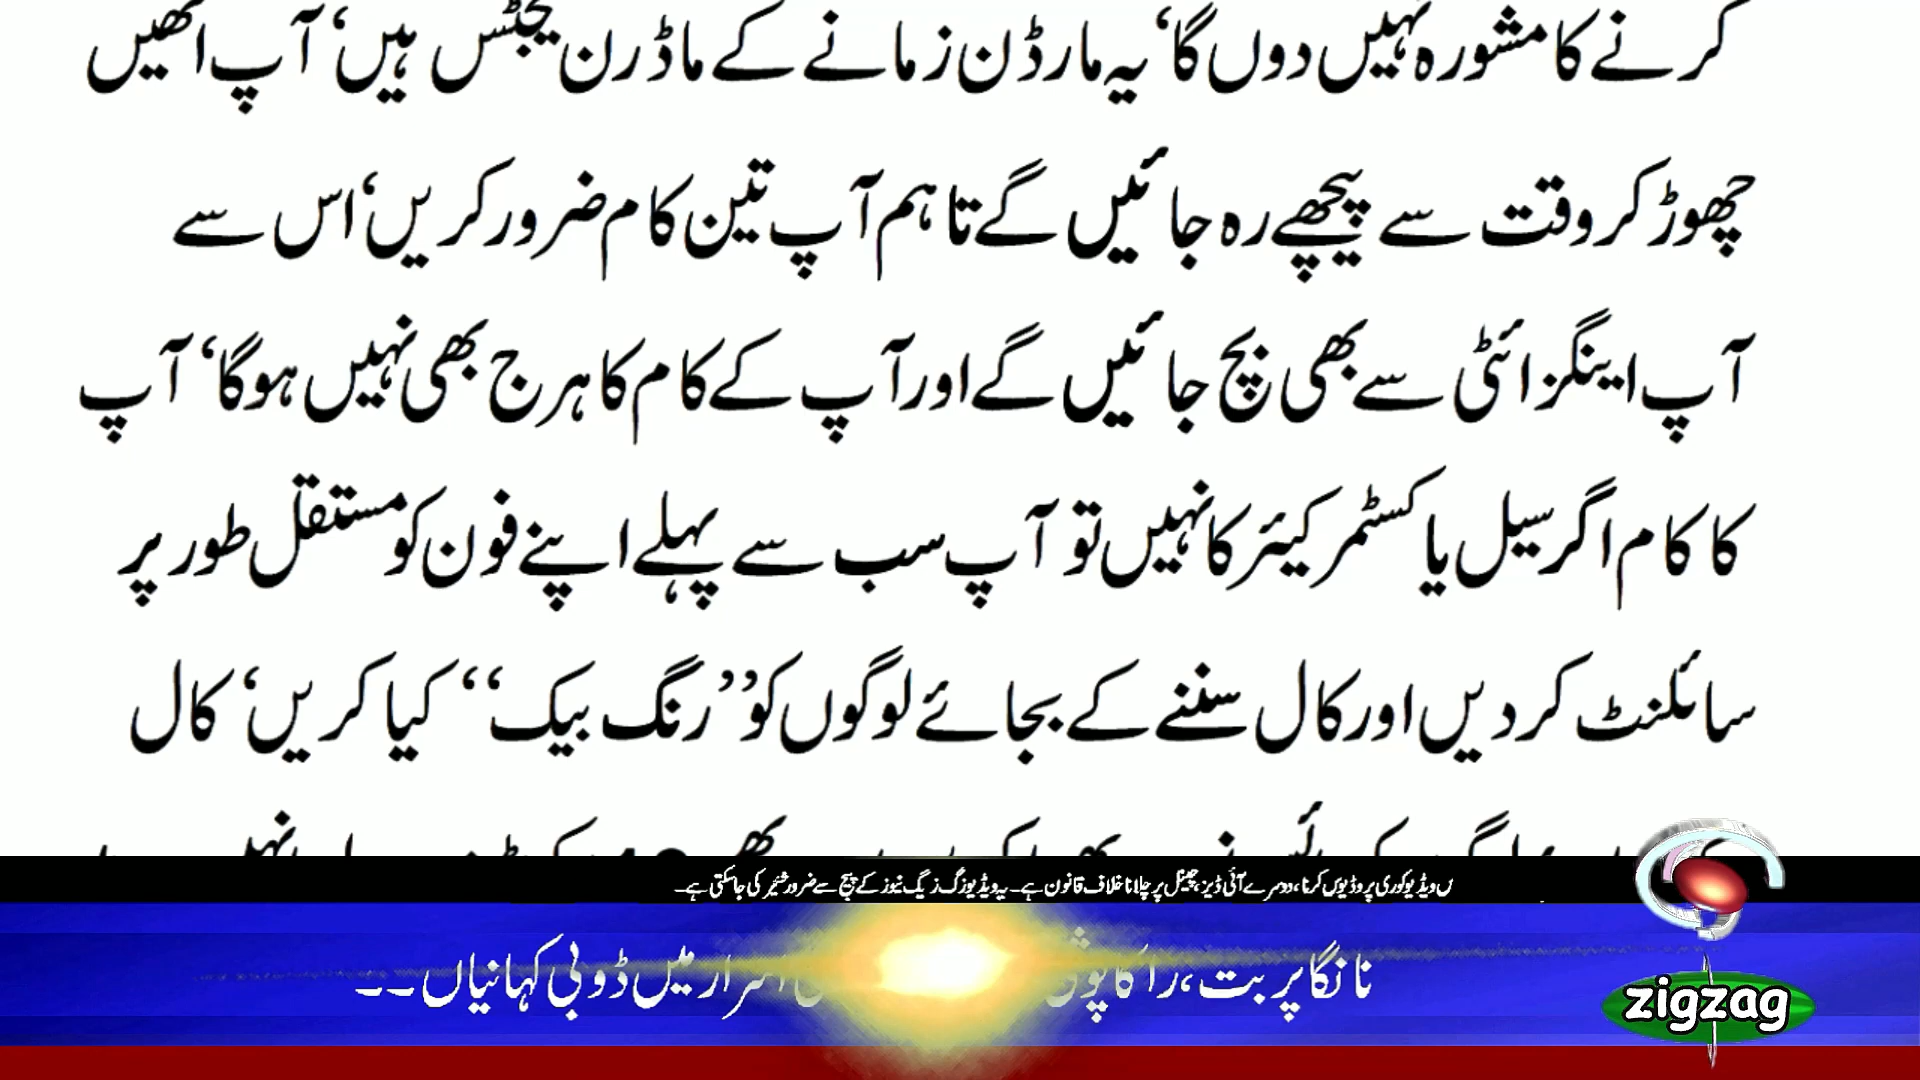 کرنے کا مشورہ نہیں دوں گا‘ یہ مارڈن زمانے کے ماڈرن گیجٹس ہیں‘ آپ انھیں
چھوڑ کر وقت سے پیچھے رہ جائیں گے تاہم آپ تین کام ضرور کریں‘ اس سے
آپ اینگزائٹی سے بھی بچ جائیں گے اور آپ کے کام کا ہرج بھی نہیں ہو گا‘ آپ
کا کام اگر سیل یا کسٹمر کیئر کا نہیں تو آپ سب سے پہلے اپنے فون کو مستقل طور پر
سائلنٹ کر دیں اور کال سننے کے بجائے لوگوں کو ’’رنگ بیک‘‘ کیا کریں‘ کال
ویڈیو کوری پروڈیوس کرنا، دوسرے آئی ڈیز، چینل پر چلانا خلاف قانون ہے۔ یہ ویڈیو زگ زیگ نیوز کے پیج سے ضرور شیئر کی جا سکتی ہے۔
نانگا پربت، راکاپوشی اسرار میں ڈوبی کہانیاں۔۔
zigzag